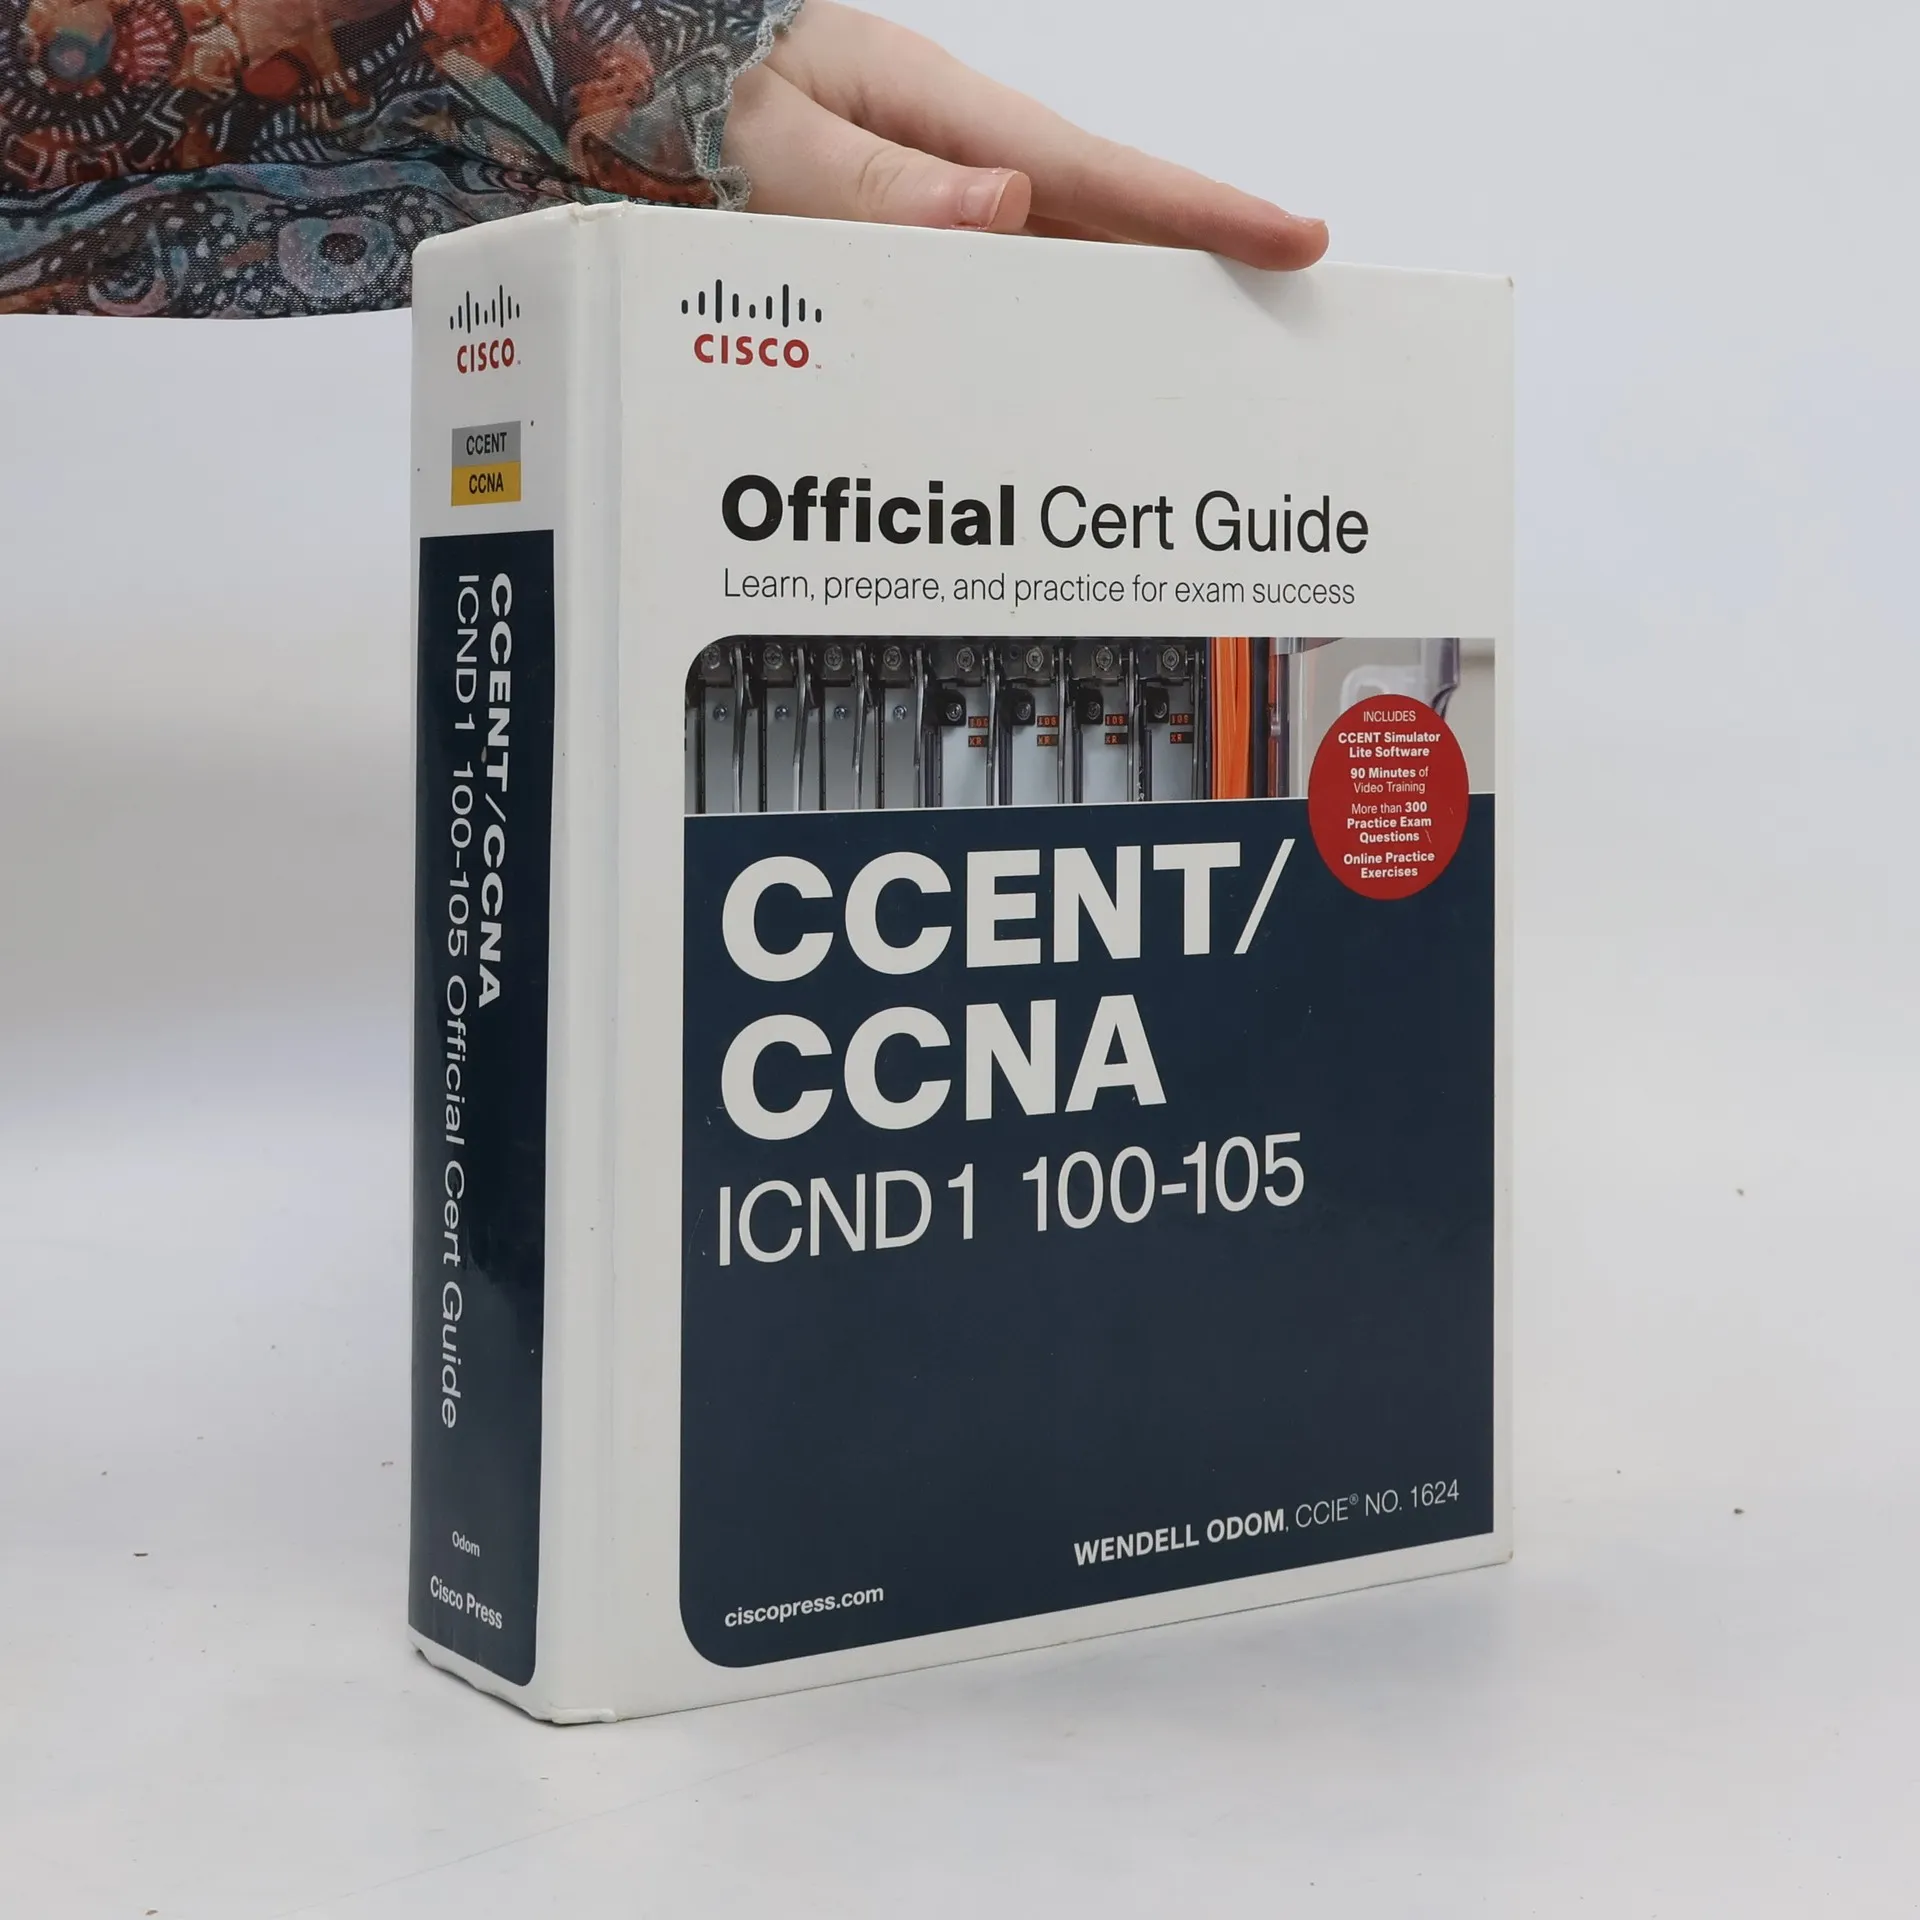 CISCO
CCENT
CCNA
CCENT/CCNA
ICND1 100-105 Official Cert Guide
Odom
Cisco Press
CISCO™
Official Cert Guide
Learn, prepare, and practice for exam success
INCLUDES
CCENT Simulator
Lite Software
90 Minutes of
Video Training
More than 300
Practice Exam
Questions
Online Practice
Exercises
CCENT/
CCNA
ICND1 100-105
WENDELL ODOM, CCIE® NO. 1624
ciscopress.com